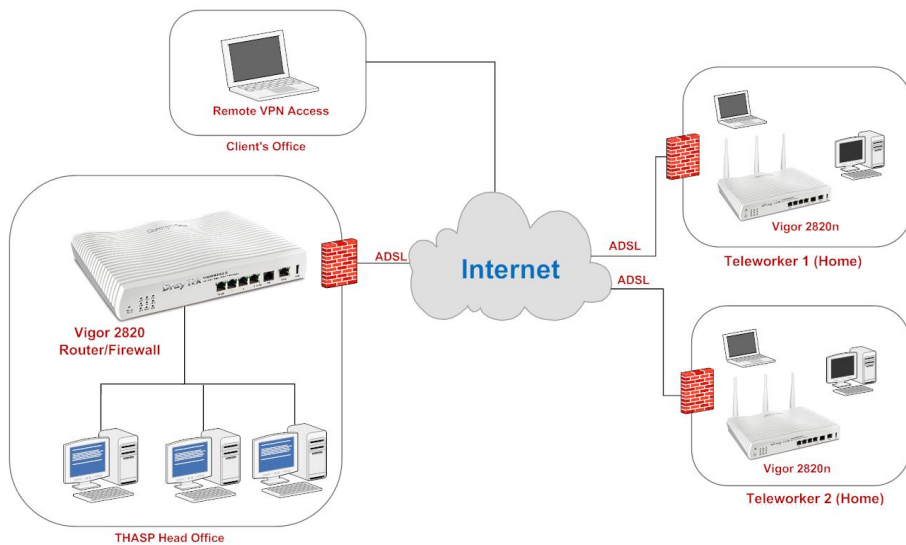 Remote VPN Access
Client's Office
DrayTek
Vigor 2820
Router/Firewall
THASP Head Office
ADSL
Internet
ADSL
ADSL
Vigor 2820n
Teleworker 1 (Home)
Vigor 2820n
Teleworker 2 (Home)